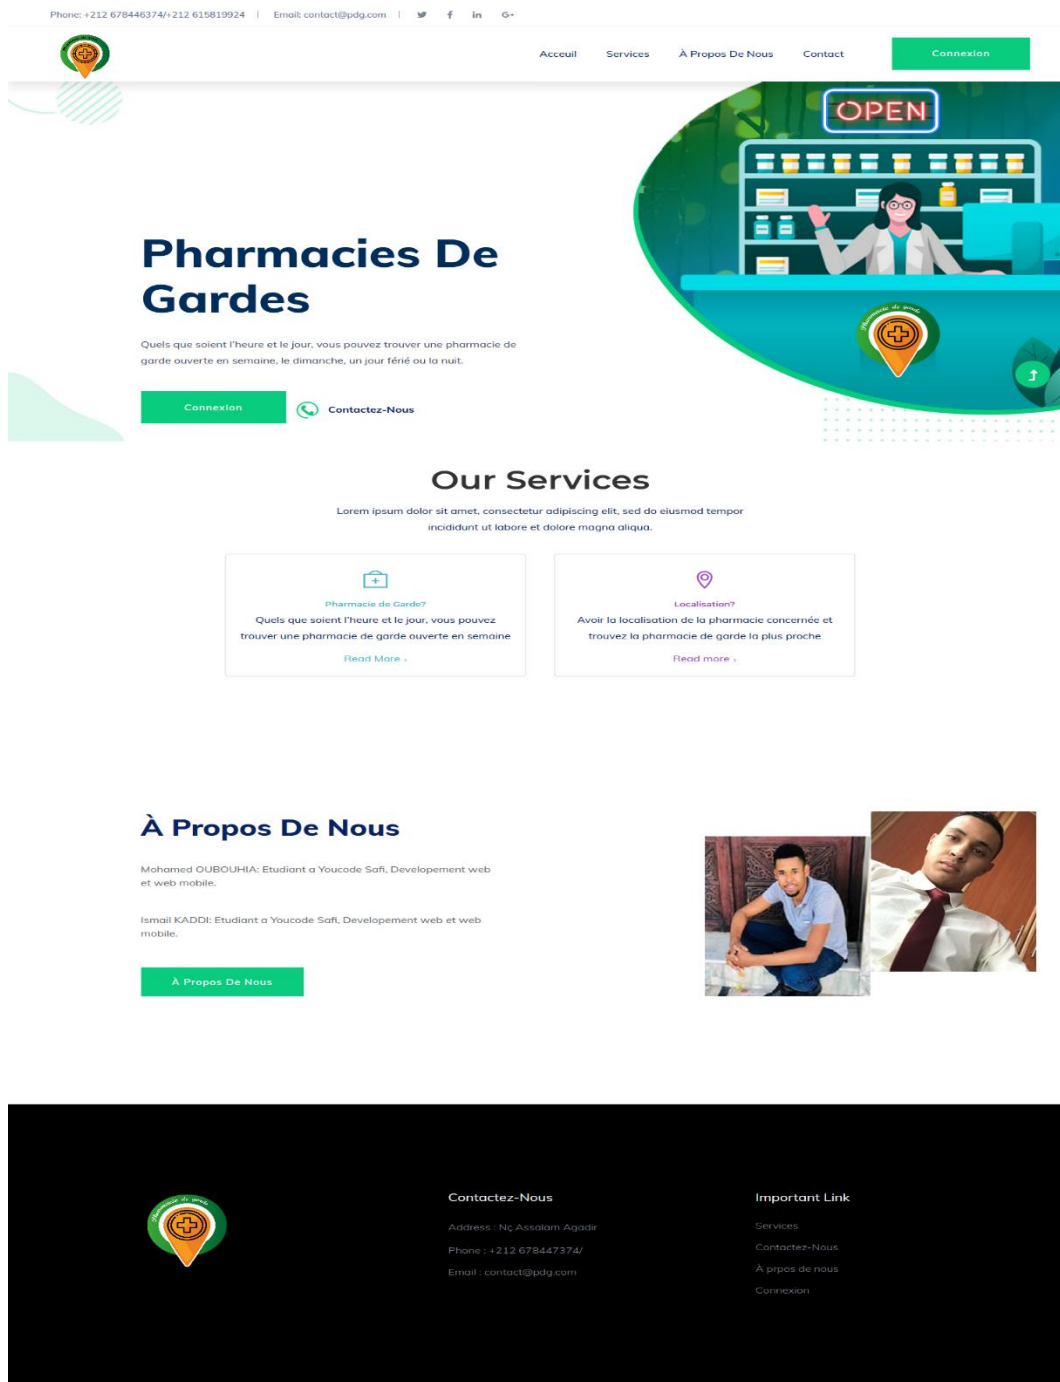 Phone: +212 678446374/+212 615819924 | Email: contact@pdg.com |
Acceuil Services À Propos De Nous Contact Connexion
OPEN
Pharmacies De
Gardes
Pharmacie de garde
Quels que soient l'heure et le jour, vous pouvez trouver une pharmacie de
garde ouverte en semaine, le dimanche, un jour férié ou la nuit.
Connexion Contactez-Nous
Our Services
Lorem ipsum dolor sit amet, consectetur adipiscing elit, sed do eiusmod tempor
incididunt ut labore et dolore magna aliqua.
Pharmacie de Garde?
Quels que soient l'heure et le jour, vous pouvez
trouver une pharmacie de garde ouverte en semaine
Read More
Localisation?
Avoir la localisation de la pharmacie concernée et
trouvez la pharmacie de garde la plus proche
Read more
À Propos De Nous
Mohamed OUBOUHIA: Etudiant a Youcode Safi, Developement web
et web mobile.
Ismail KADDI: Etudiant a Youcode Safi, Developement web et web
mobile.
À Propos De Nous
Pharmacie de garde
Contactez-Nous
Address : Nç Assalam Agadir
Phone : +212 678447374/
Email : contact@pdg.com
Important Link
Services
Contactez-Nous
À prpos de nous
Connexion